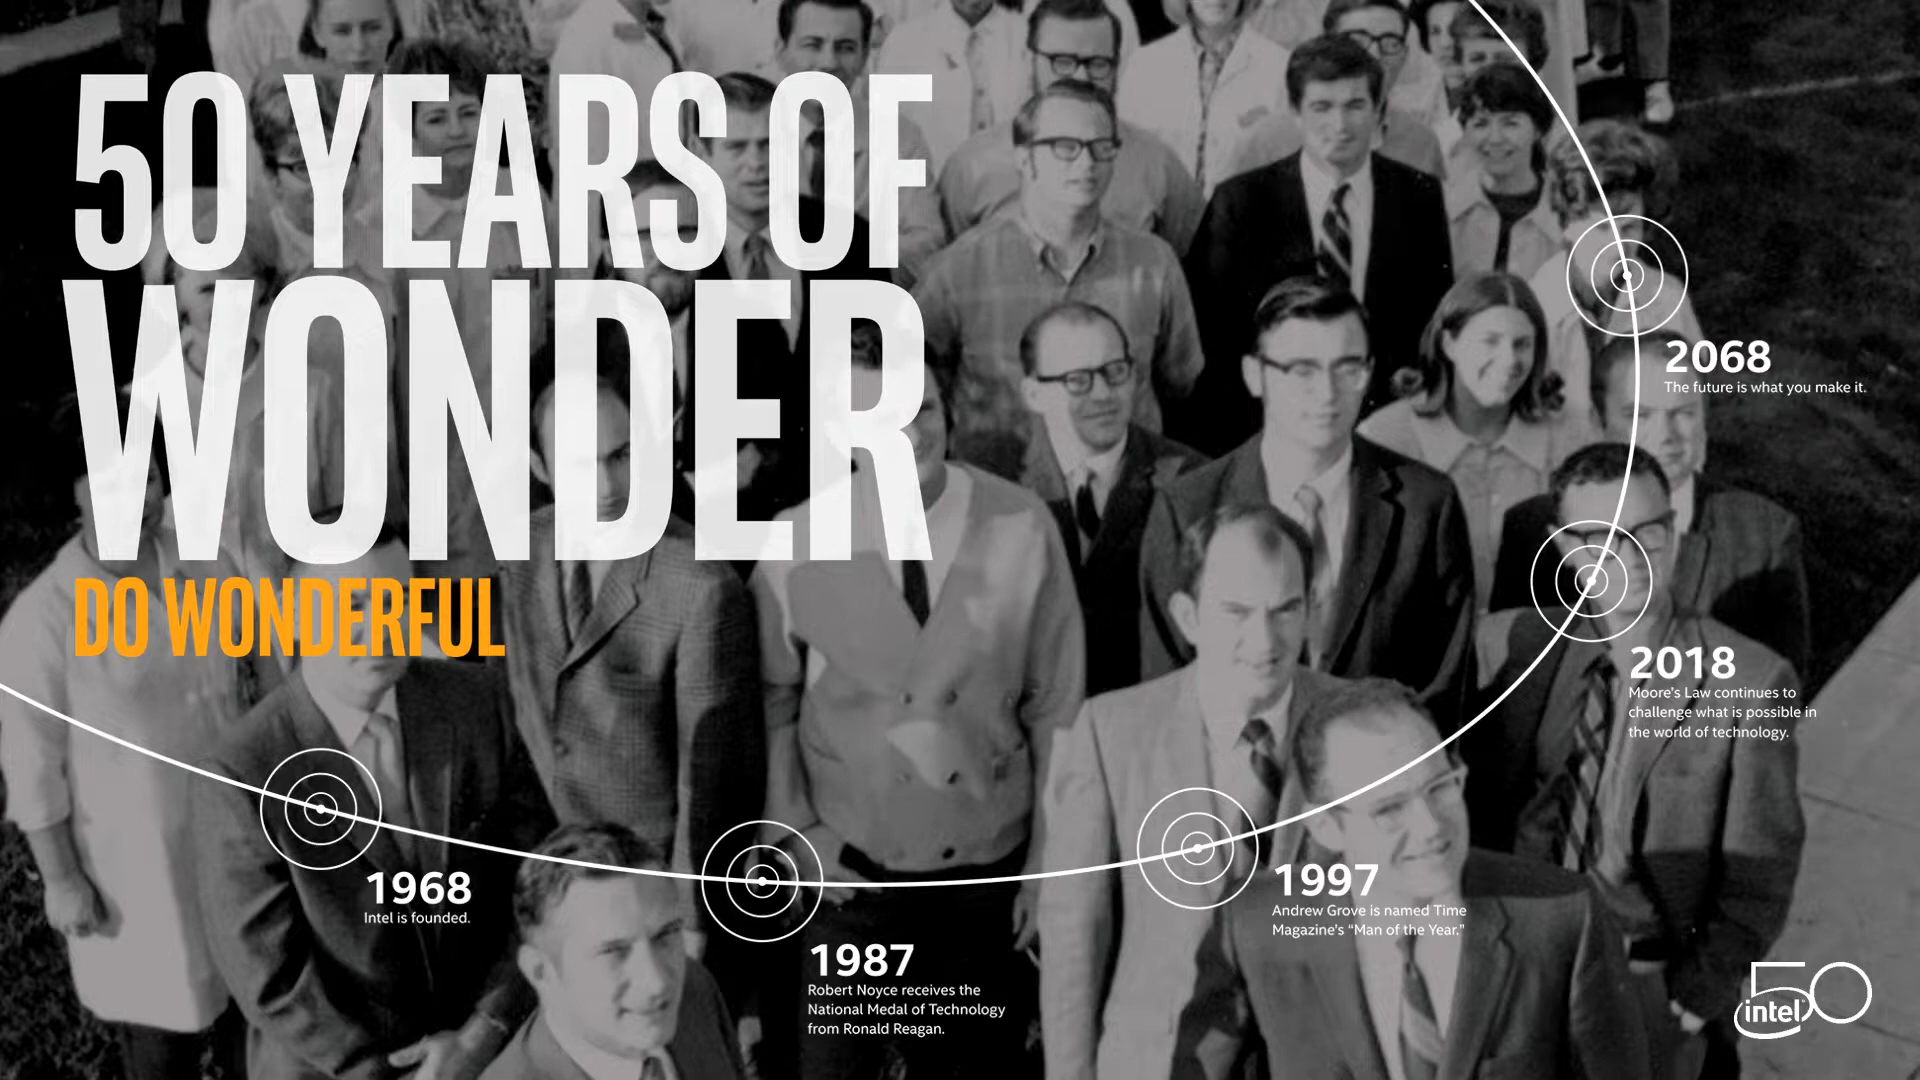 50 YEARS OF
WONDER
DO WONDERFUL
2068
The future is what you make it.
2018
Moore's Law continues to
challenge what is possible in
the world of technology.
1968
Intel is founded.
1987
Robert Noyce receives the
National Medal of Technology
from Ronald Reagan.
1997
Andrew Grove is named Time
Magazine's “Man of the Year.”
50
intel